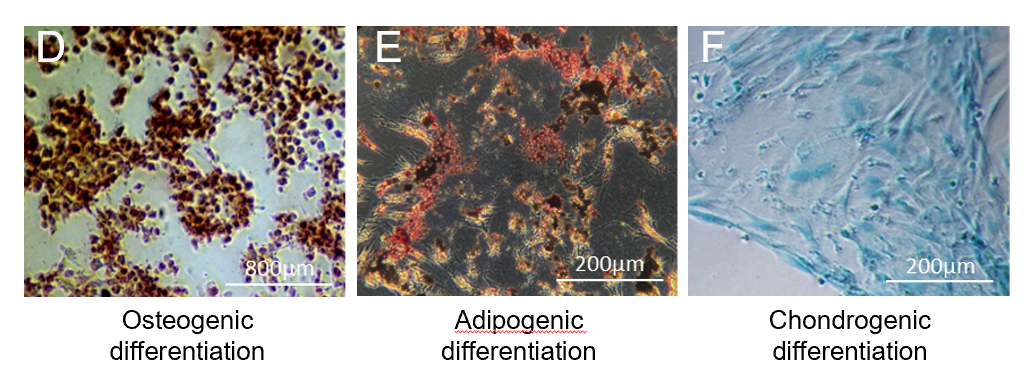 D
E
F
800μm
200μm
200μm
Osteogenic
differentiation
Adipogenic
differentiation
Chondrogenic
differentiation